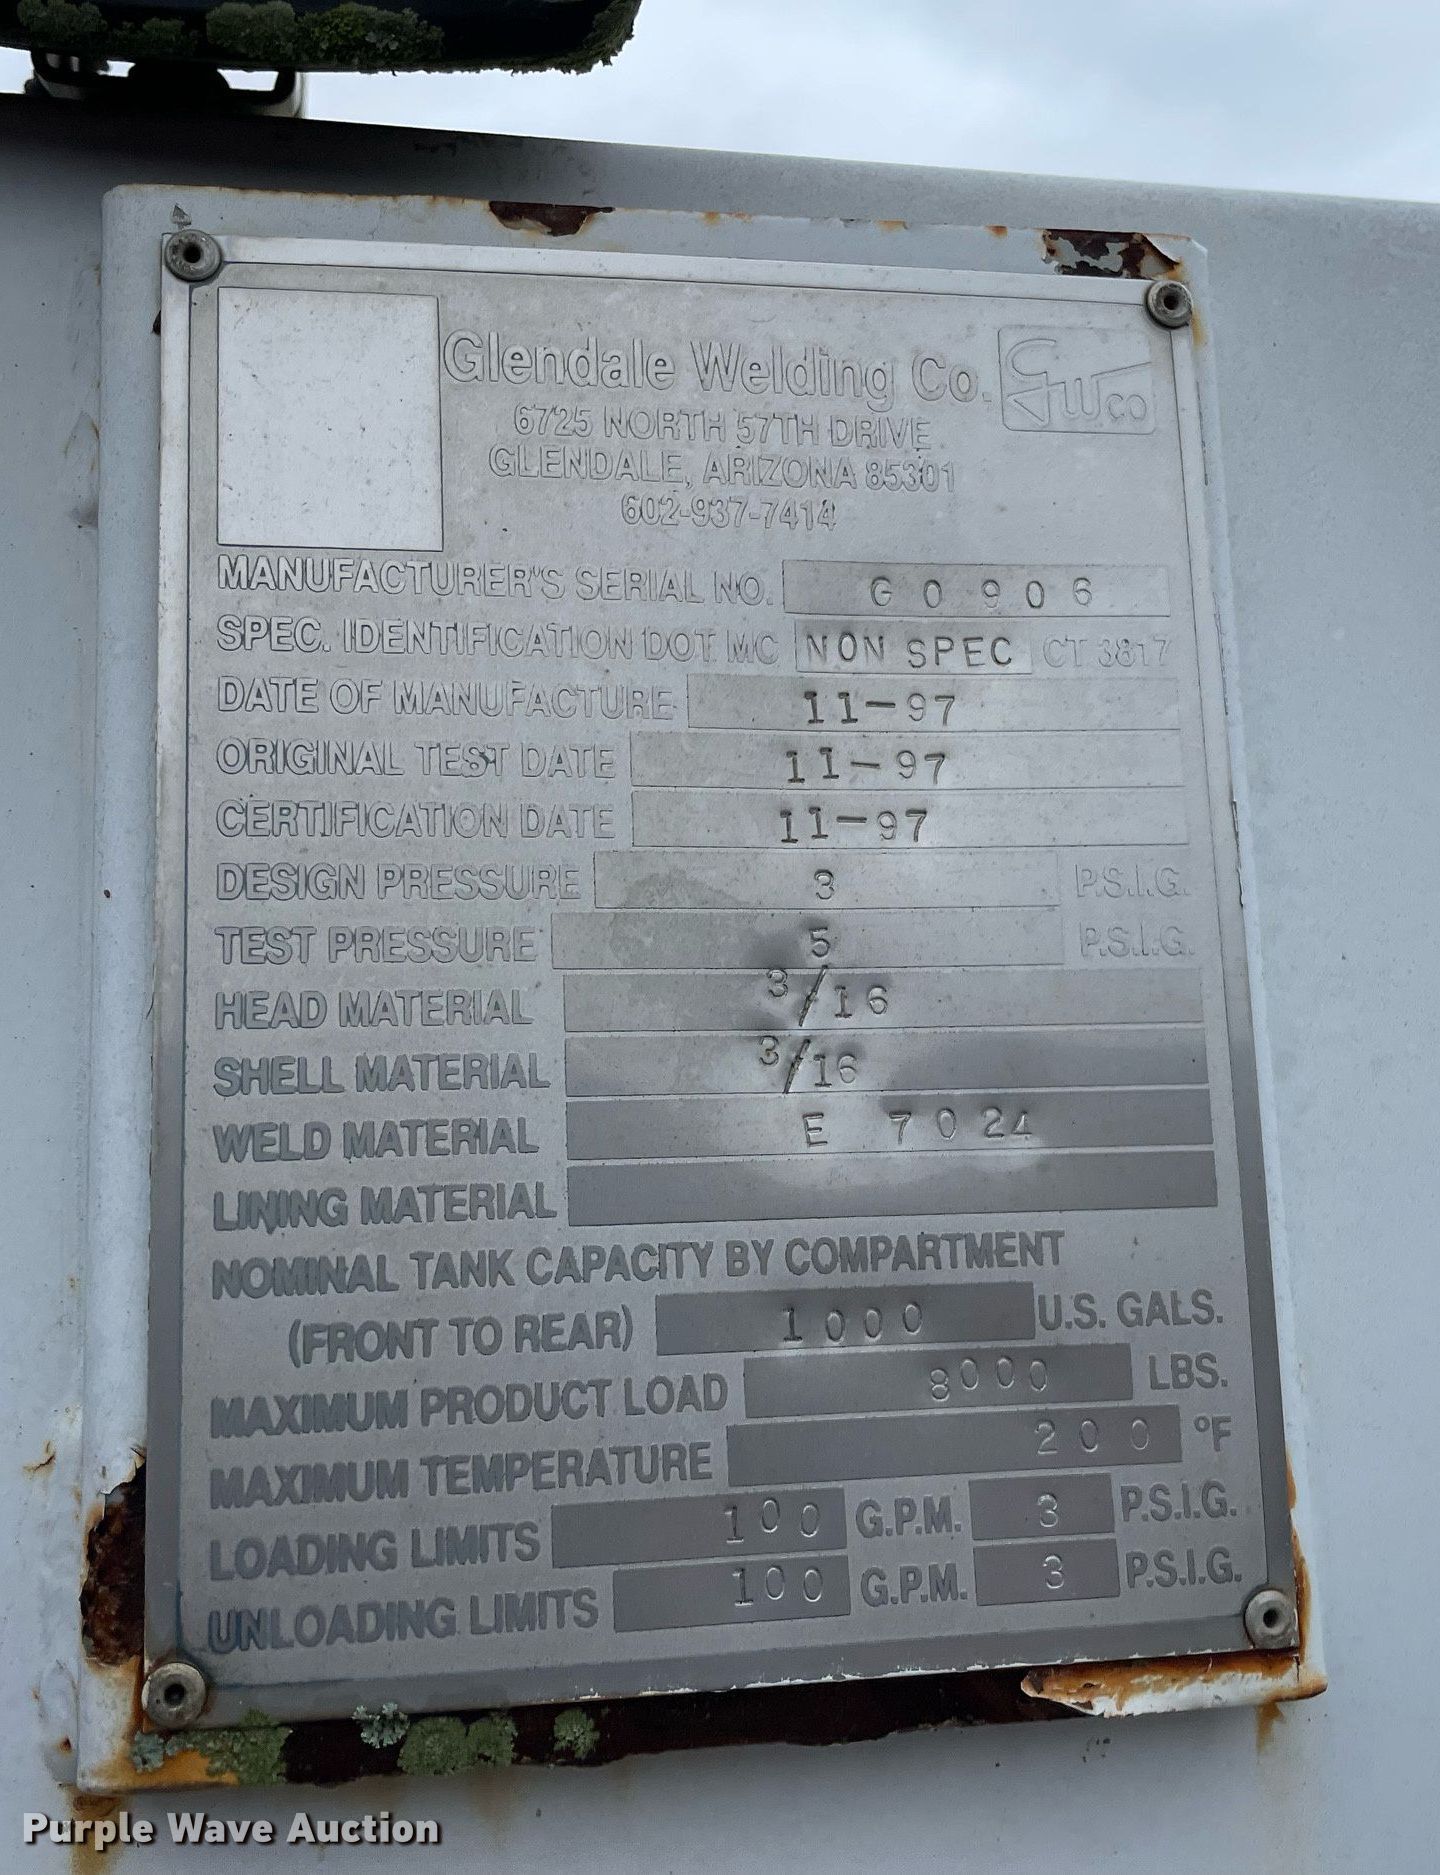 Glendale Welding Co.
GWCO
6725 NORTH 57TH DRIVE
GLENDALE, ARIZONA 85301
602-937-7414
MANUFACTURER'S SERIAL NO. G0906
SPEC. IDENTIFICATION DOT MC NON SPEC CT 3817
DATE OF MANUFACTURE 11-97
ORIGINAL TEST DATE 11-97
CERTIFICATION DATE 11-97
DESIGN PRESSURE 3 P.S.I.G.
TEST PRESSURE 5 P.S.I.G.
HEAD MATERIAL 3/16
SHELL MATERIAL 3/16
WELD MATERIAL E 7024
LINING MATERIAL
NOMINAL TANK CAPACITY BY COMPARTMENT
(FRONT TO REAR) 1000 U.S. GALS.
MAXIMUM PRODUCT LOAD 8000 LBS.
MAXIMUM TEMPERATURE 200 °F
LOADING LIMITS 100 G.P.M. 3 P.S.I.G.
UNLOADING LIMITS 100 G.P.M. 3 P.S.I.G.
Purple Wave Auction